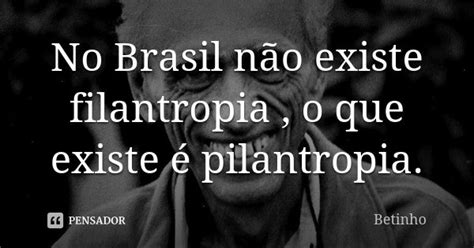 No Brasil não existe
filantropia , o que
existe é pilantropia.
PENSADOR
Betinho